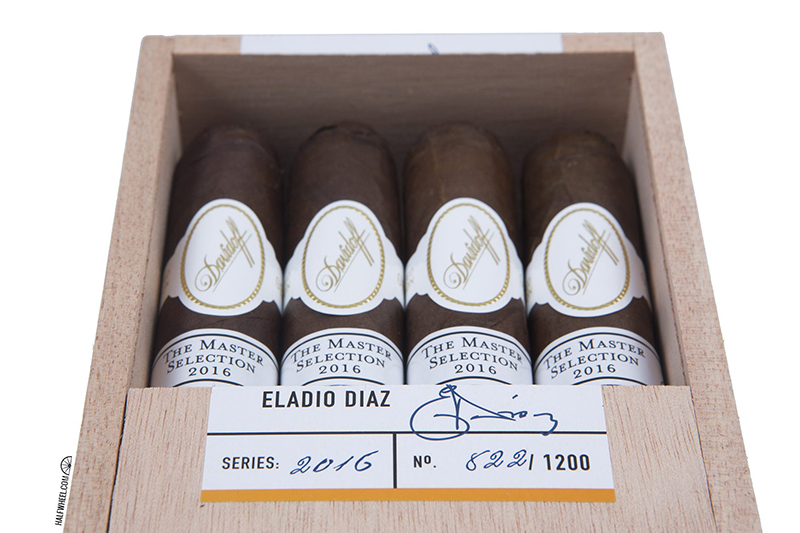 Davidoff
Davidoff
Davidoff
Davidoff
THE MASTER
SELECTION
2016
THE MASTER
SELECTION
2016
THE MASTER
SELECTION
2016
THE MASTER
SELECTION
2016
ELADIO DIAZ
SERIES: 2016
No. 822/1200
HALFWHEEL.COM